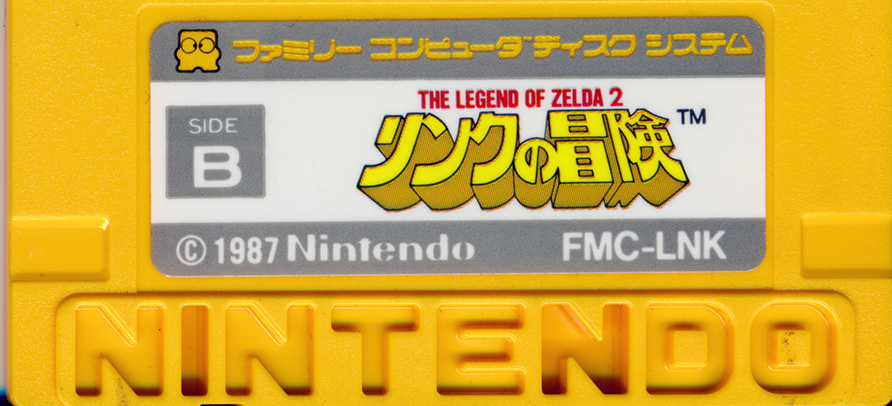 ファミリー コンピュータ ディスク システム
THE LEGEND OF ZELDA 2
SIDE
B
リンクの冒険 ™
© 1987 Nintendo FMC-LNK
NINTENDO